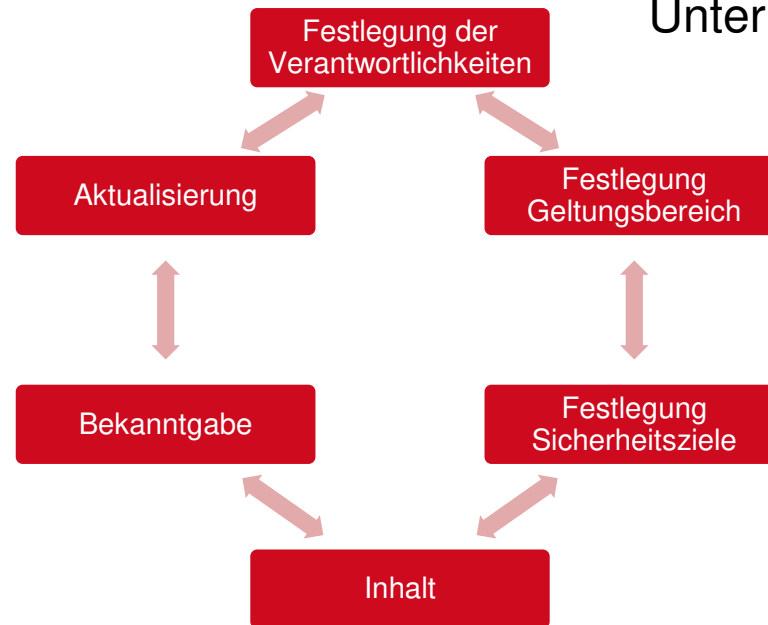 Unter
Festlegung der
Verantwortlichkeiten
Aktualisierung
Festlegung
Geltungsbereich
Bekanntgabe
Festlegung
Sicherheitsziele
Inhalt